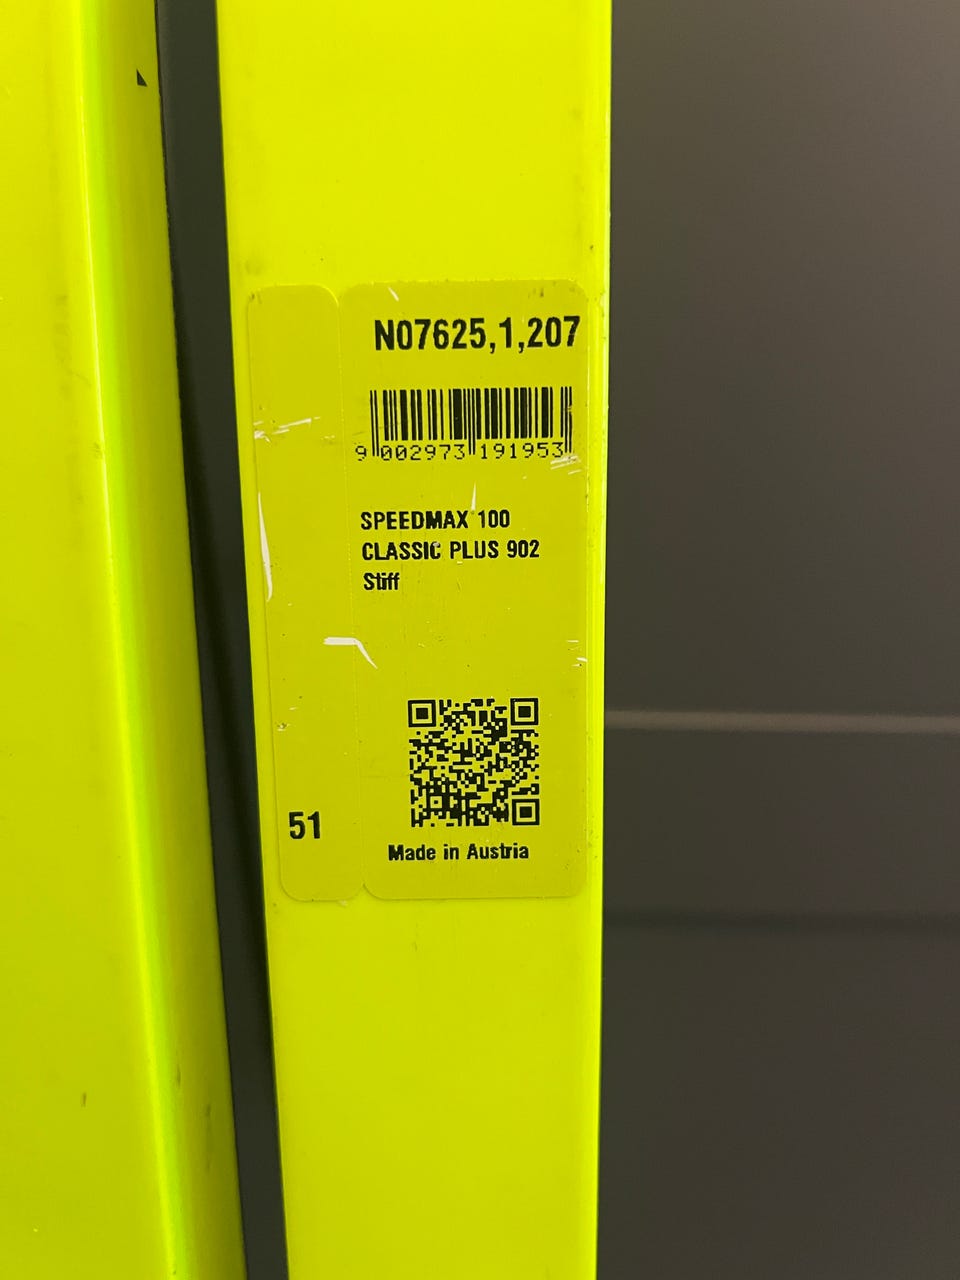 N07625,1,207
9 002973 191953
SPEEDMAX 100
CLASSIC PLUS 902
Stiff
51
Made in Austria